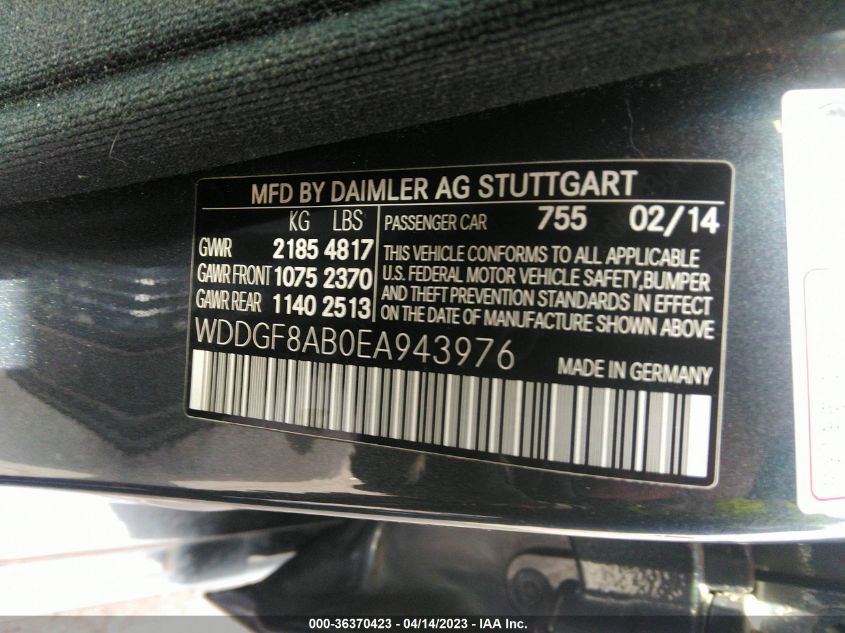 MFD BY DAIMLER AG STUTTGART
KG LBS
GWR 2185 4817
GAWR FRONT 1075 2370
GAWR REAR 1140 2513
PASSENGER CAR 755 02/14
THIS VEHICLE CONFORMS TO ALL APPLICABLE
U.S. FEDERAL MOTOR VEHICLE SAFETY,BUMPER
AND THEFT PREVENTION STANDARDS IN EFFECT
ON THE DATE OF MANUFACTURE SHOWN ABOVE
WDDGF8AB0EA943976
MADE IN GERMANY
000-36370423 - 04/14/2023 - IAA Inc.